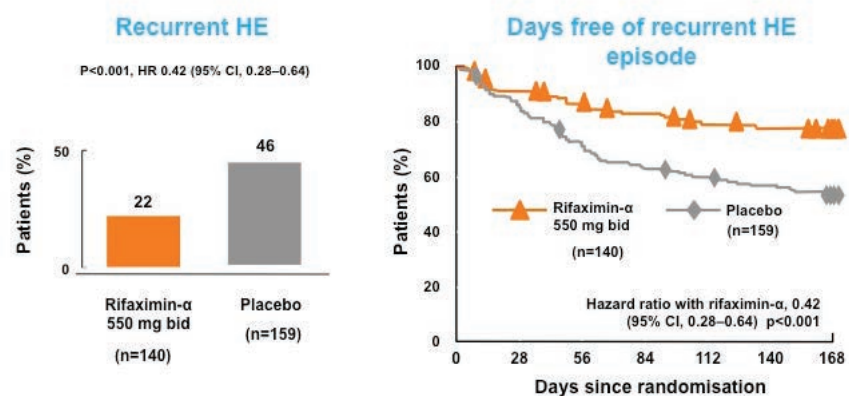 Recurrent HE
P<0.001, HR 0.42 (95% CI, 0.28–0.64)
Patients (%)
50
0
22
46
Rifaximin-α
550 mg bid
(n=140)
Placebo
(n=159)
Days free of recurrent HE
episode
Patients (%)
100
80
60
40
20
0
Rifaximin-α
550 mg bid
(n=140)
Placebo
(n=159)
Hazard ratio with rifaximin-α, 0.42
(95% CI, 0.28–0.64) p<0.001
0 28 56 84 112 140 168
Days since randomisation